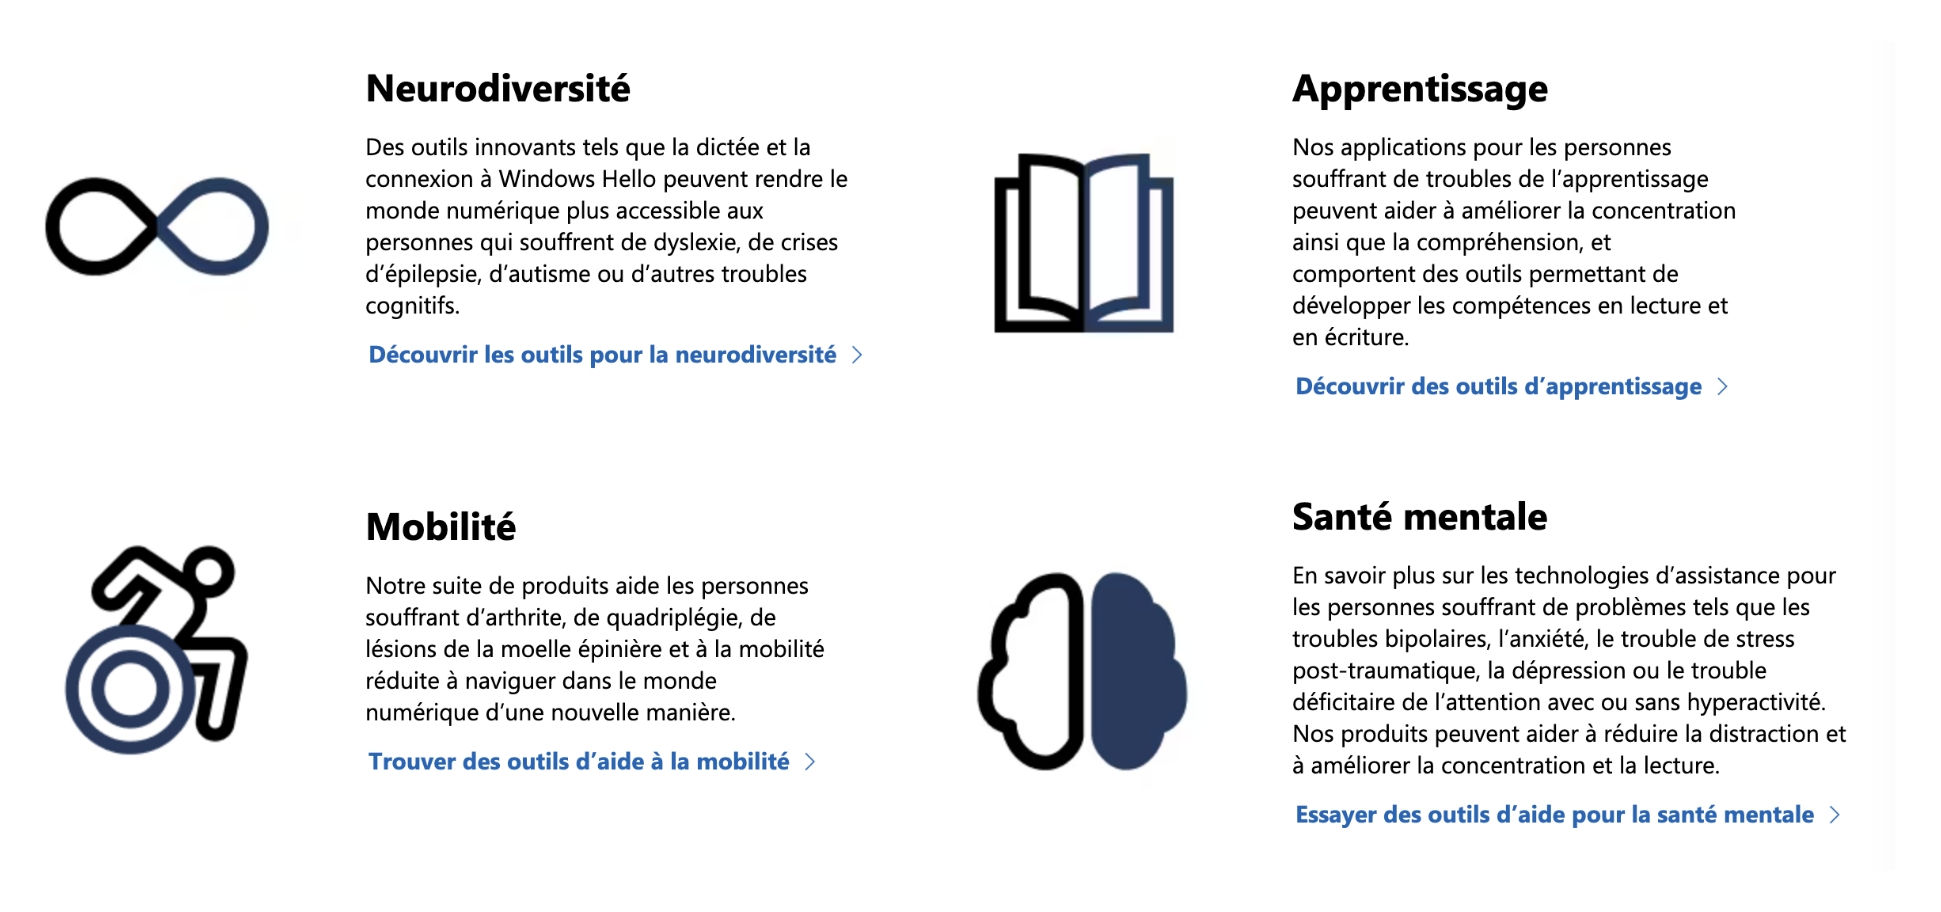 Neurodiversité
Des outils innovants tels que la dictée et la
connexion à Windows Hello peuvent rendre le
monde numérique plus accessible aux
personnes qui souffrent de dyslexie, de crises
d’épilepsie, d’autisme ou d’autres troubles
cognitifs.
Découvrir les outils pour la neurodiversité
Apprentissage
Nos applications pour les personnes
souffrant de troubles de l’apprentissage
peuvent aider à améliorer la concentration
ainsi que la compréhension, et
comportent des outils permettant de
développer les compétences en lecture et
en écriture.
Découvrir des outils d’apprentissage
Mobilité
Notre suite de produits aide les personnes
souffrant d’arthrite, de quadriplégie, de
lésions de la moelle épinière et à la mobilité
réduite à naviguer dans le monde
numérique d’une nouvelle manière.
Trouver des outils d’aide à la mobilité
Santé mentale
En savoir plus sur les technologies d’assistance pour
les personnes souffrant de problèmes tels que les
troubles bipolaires, l’anxiété, le trouble de stress
post-traumatique, la dépression ou le trouble
déficitaire de l’attention avec ou sans hyperactivité.
Nos produits peuvent aider à réduire la distraction et
à améliorer la concentration et la lecture.
Essayer des outils d’aide pour la santé mentale